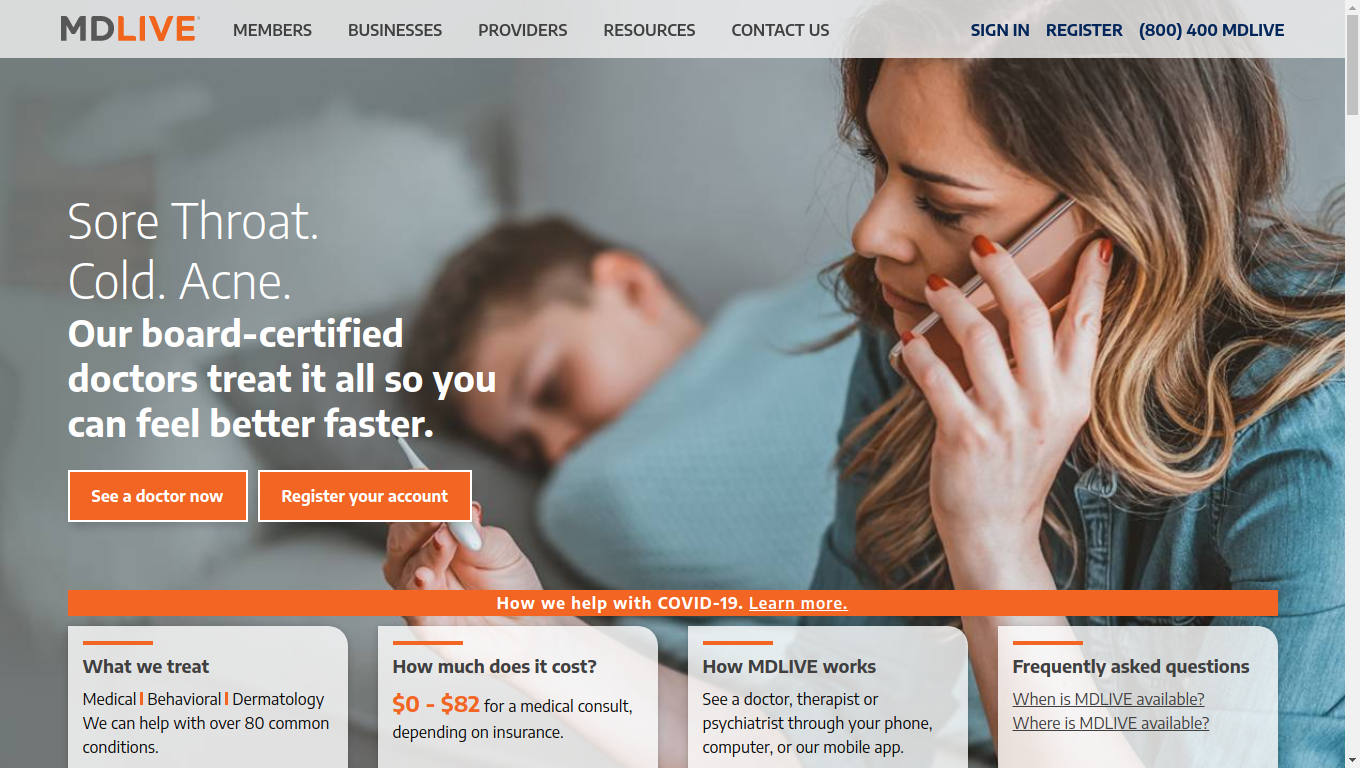 MDLIVE
MEMBERS
BUSINESSES
PROVIDERS
RESOURCES
CONTACT US
SIGN IN
REGISTER
(800) 400 MDLIVE
Sore Throat.
Cold. Acne.
Our board-certified
doctors treat it all so you
can feel better faster.
See a doctor now
Register your account
How we help with COVID-19. Learn more.
What we treat
Medical | Behavioral | Dermatology
We can help with over 80 common
conditions.
How much does it cost?
$0 - $82 for a medical consult,
depending on insurance.
How MDLIVE works
See a doctor, therapist or
psychiatrist through your phone,
computer, or our mobile app.
Frequently asked questions
When is MDLIVE available?
Where is MDLIVE available?